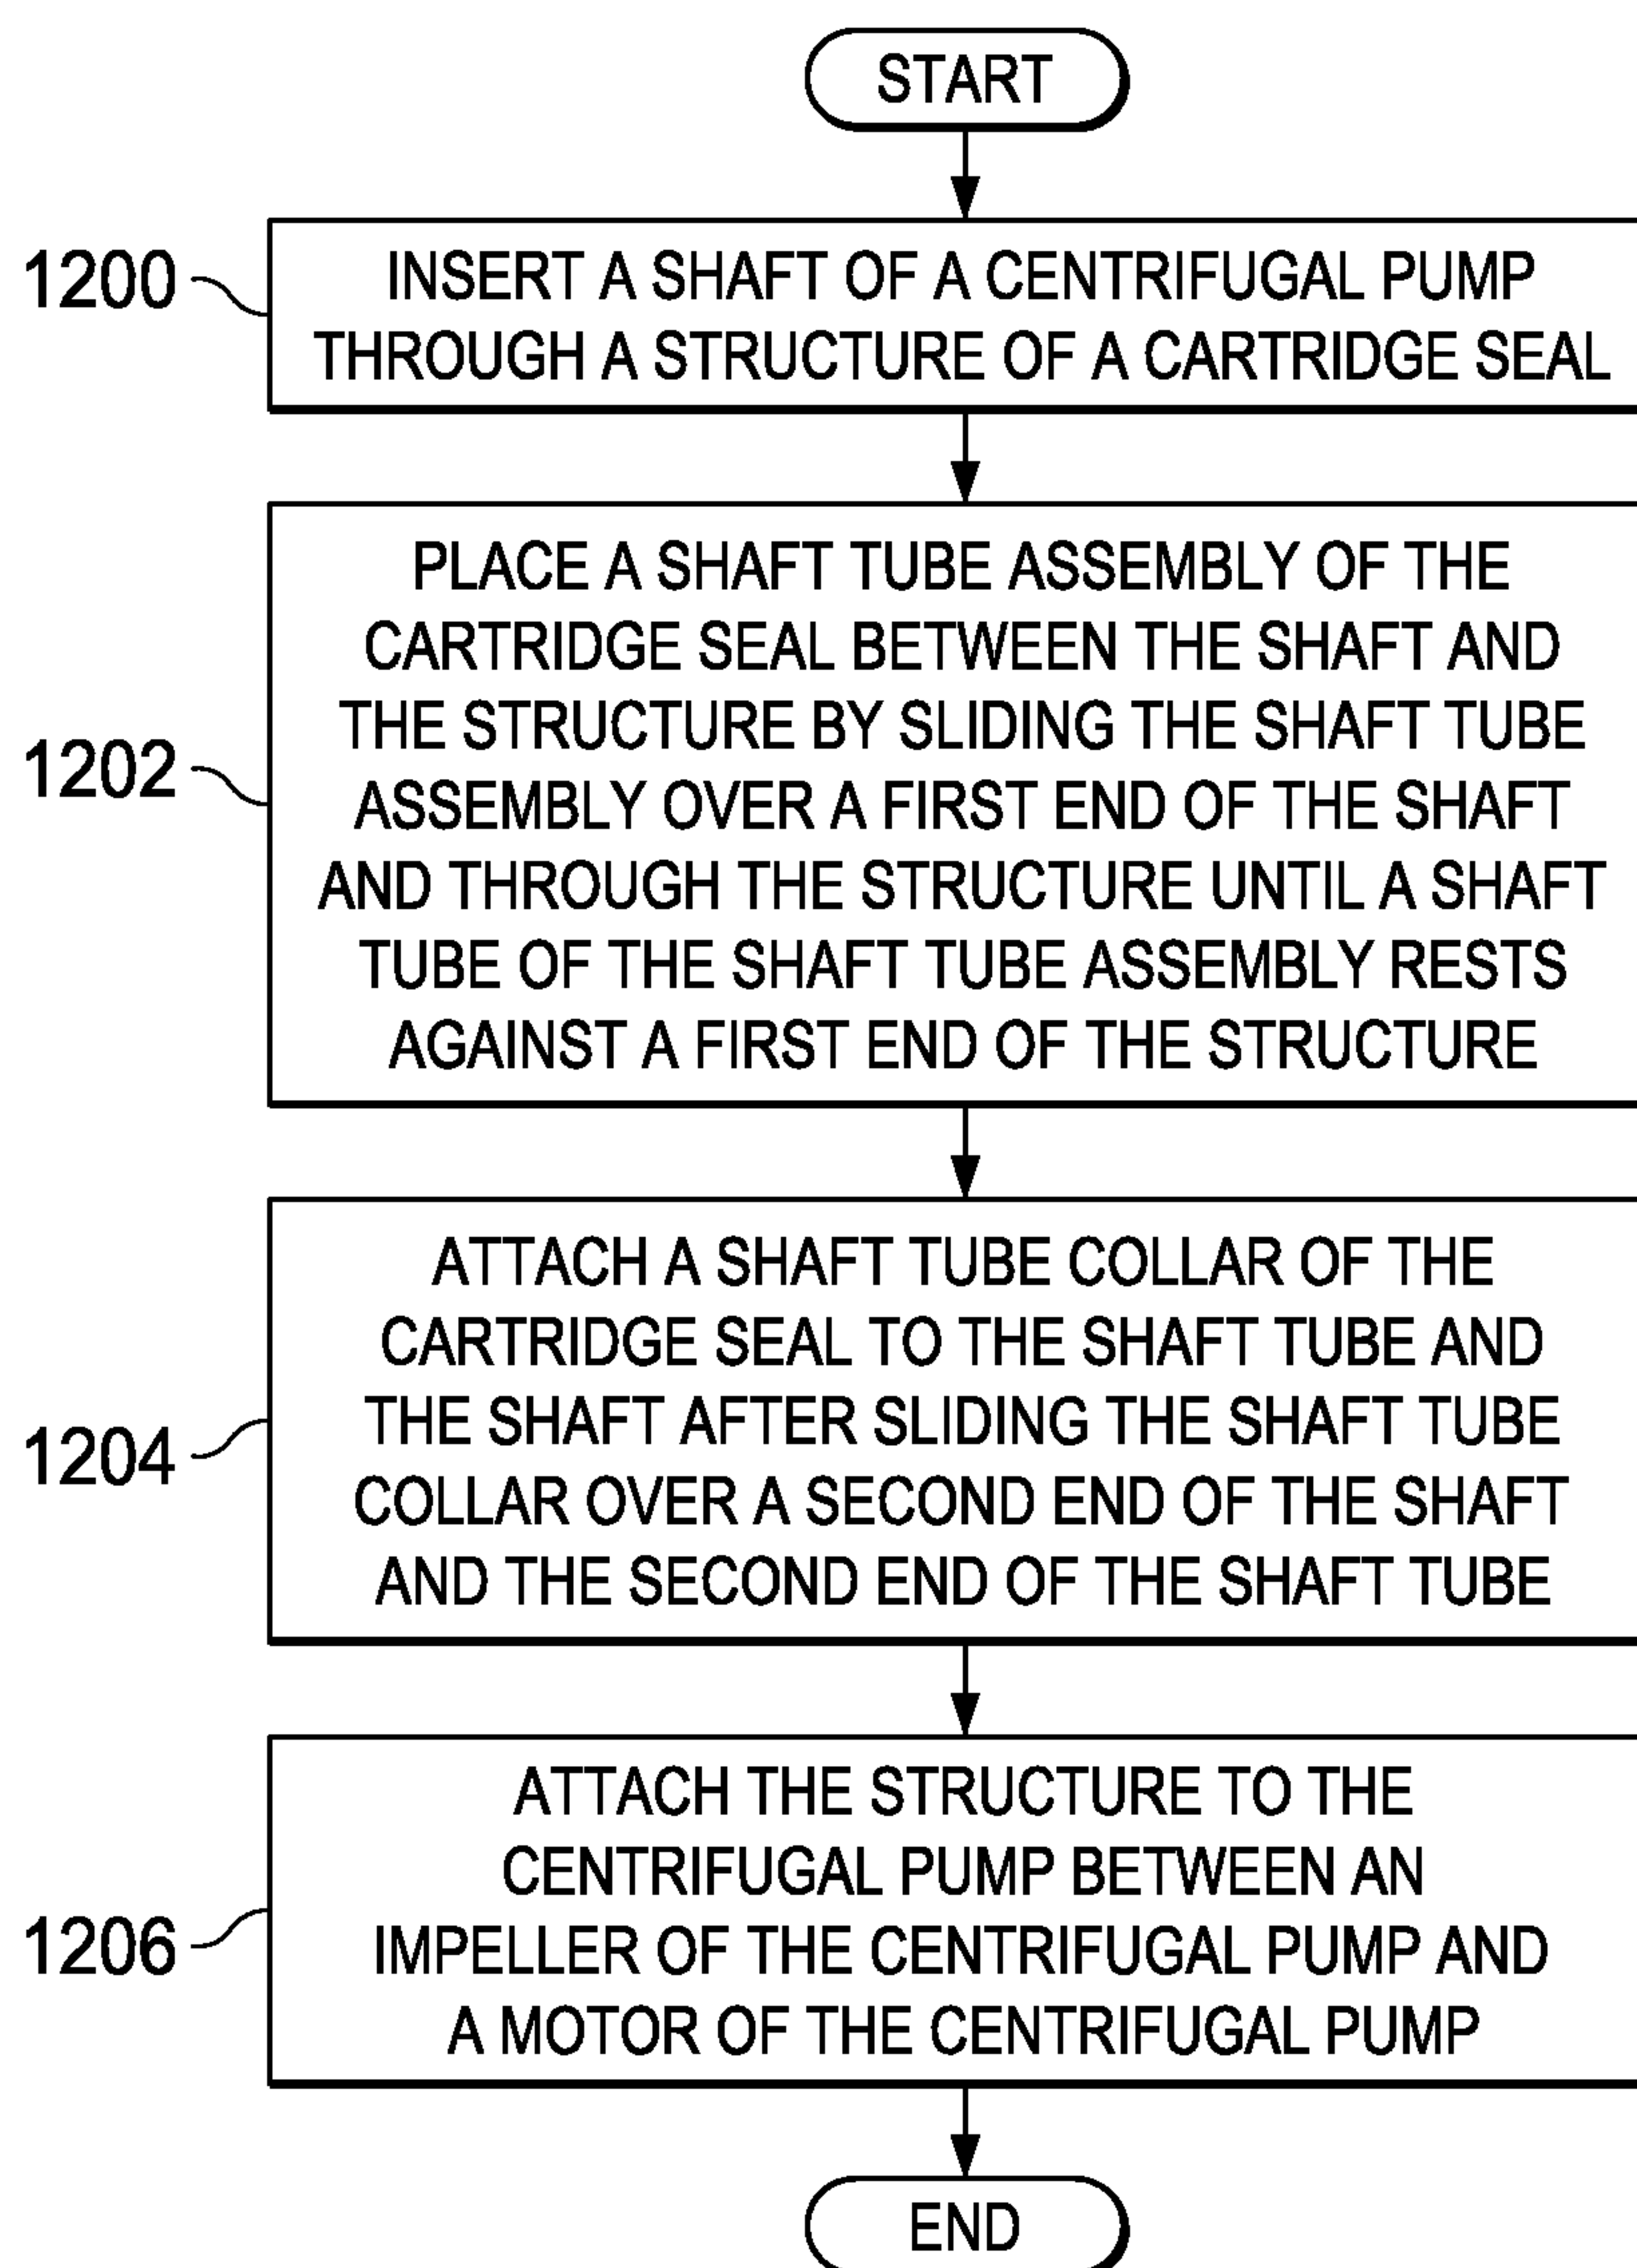 START
1200
INSERT A SHAFT OF A CENTRIFUGAL PUMP
THROUGH A STRUCTURE OF A CARTRIDGE SEAL
1202
PLACE A SHAFT TUBE ASSEMBLY OF THE
CARTRIDGE SEAL BETWEEN THE SHAFT AND
THE STRUCTURE BY SLIDING THE SHAFT TUBE
ASSEMBLY OVER A FIRST END OF THE SHAFT
AND THROUGH THE STRUCTURE UNTIL A SHAFT
TUBE OF THE SHAFT TUBE ASSEMBLY RESTS
AGAINST A FIRST END OF THE STRUCTURE
1204
ATTACH A SHAFT TUBE COLLAR OF THE
CARTRIDGE SEAL TO THE SHAFT TUBE AND
THE SHAFT AFTER SLIDING THE SHAFT TUBE
COLLAR OVER A SECOND END OF THE SHAFT
AND THE SECOND END OF THE SHAFT TUBE
1206
ATTACH THE STRUCTURE TO THE
CENTRIFUGAL PUMP BETWEEN AN
IMPELLER OF THE CENTRIFUGAL PUMP AND
A MOTOR OF THE CENTRIFUGAL PUMP
END